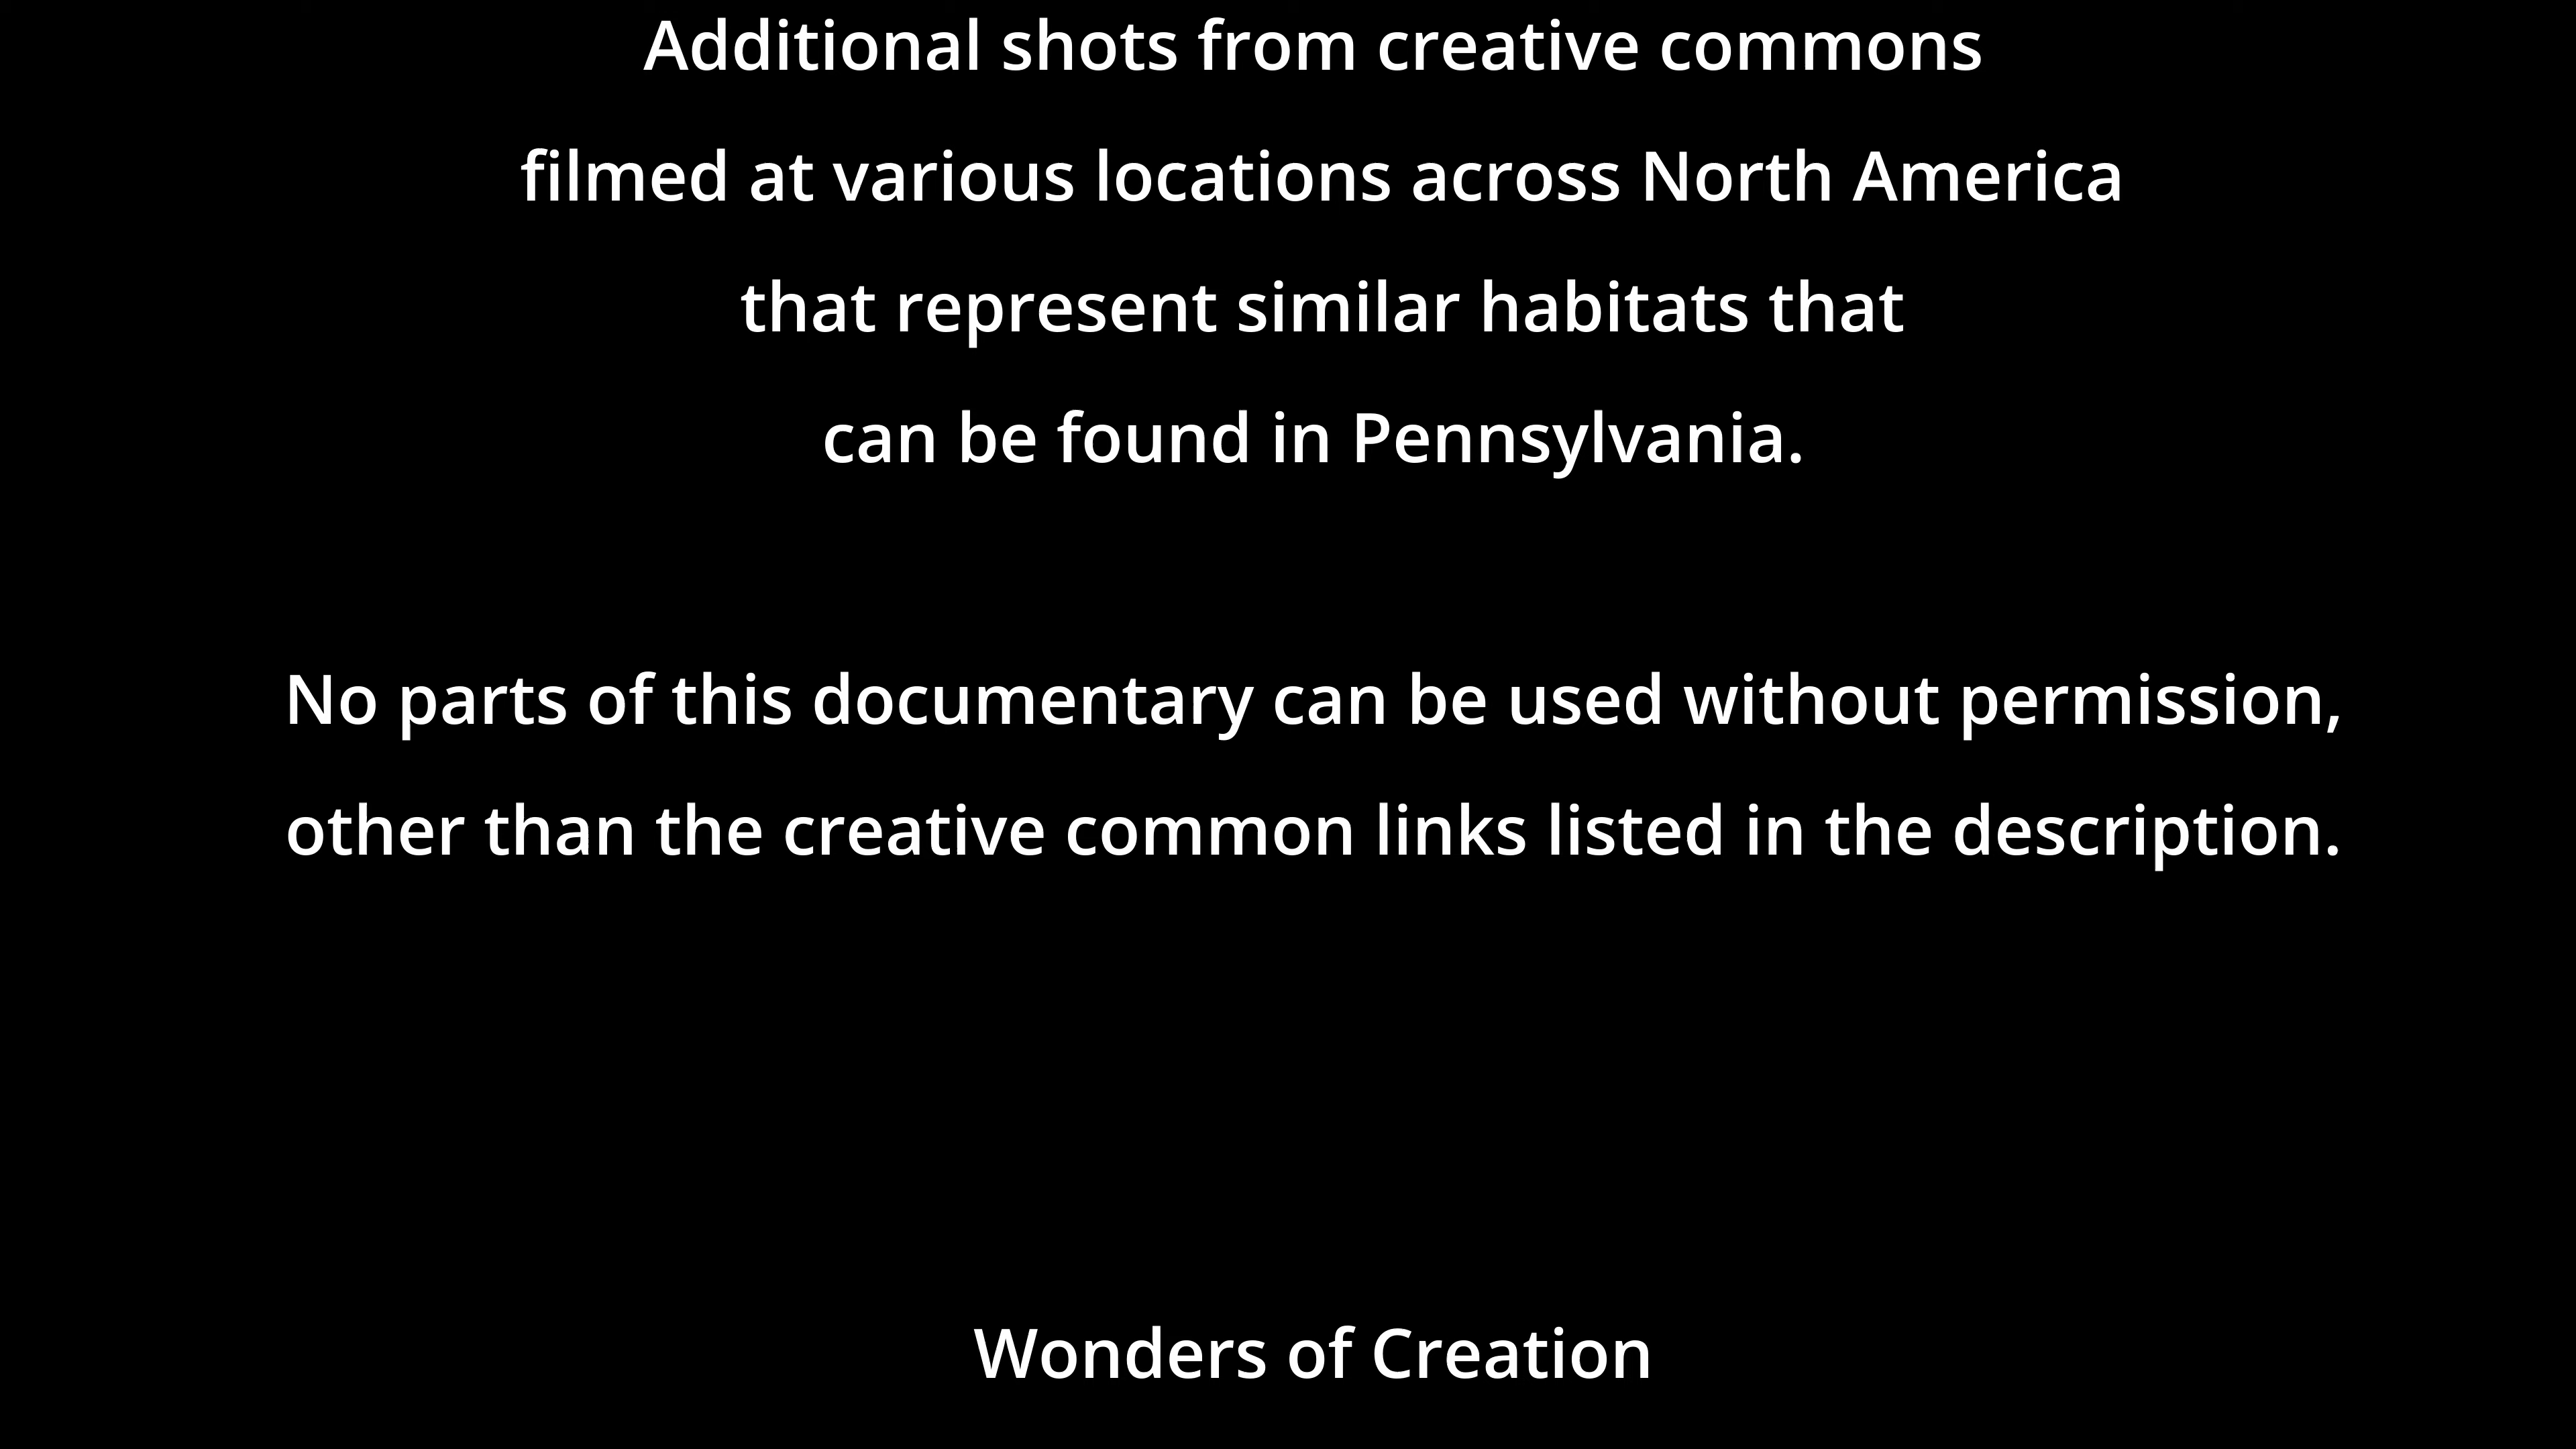 Additional shots from creative commons
filmed at various locations across North America
that represent similar habitats that
can be found in Pennsylvania.
No parts of this documentary can be used without permission,
other than the creative common links listed in the description.
Wonders of Creation